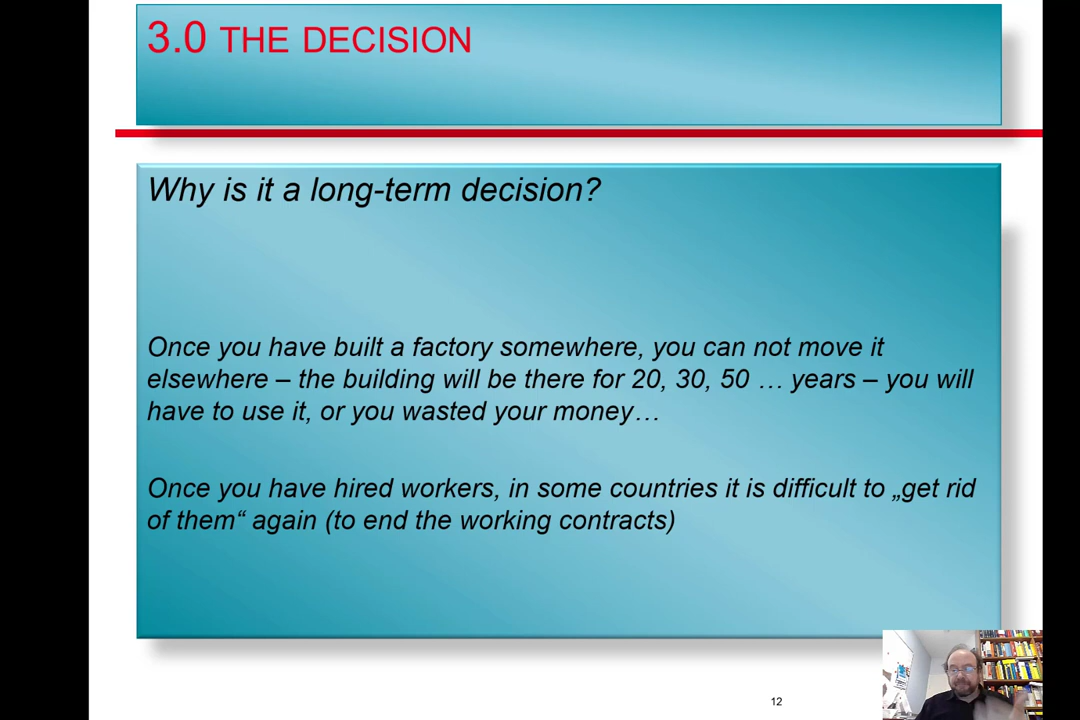 3.0 THE DECISION
Why is it a long-term decision?
Once you have built a factory somewhere, you can not move it
elsewhere – the building will be there for 20, 30, 50 … years – you will
have to use it, or you wasted your money…
Once you have hired workers, in some countries it is difficult to „get rid
of them“ again (to end the working contracts)
12